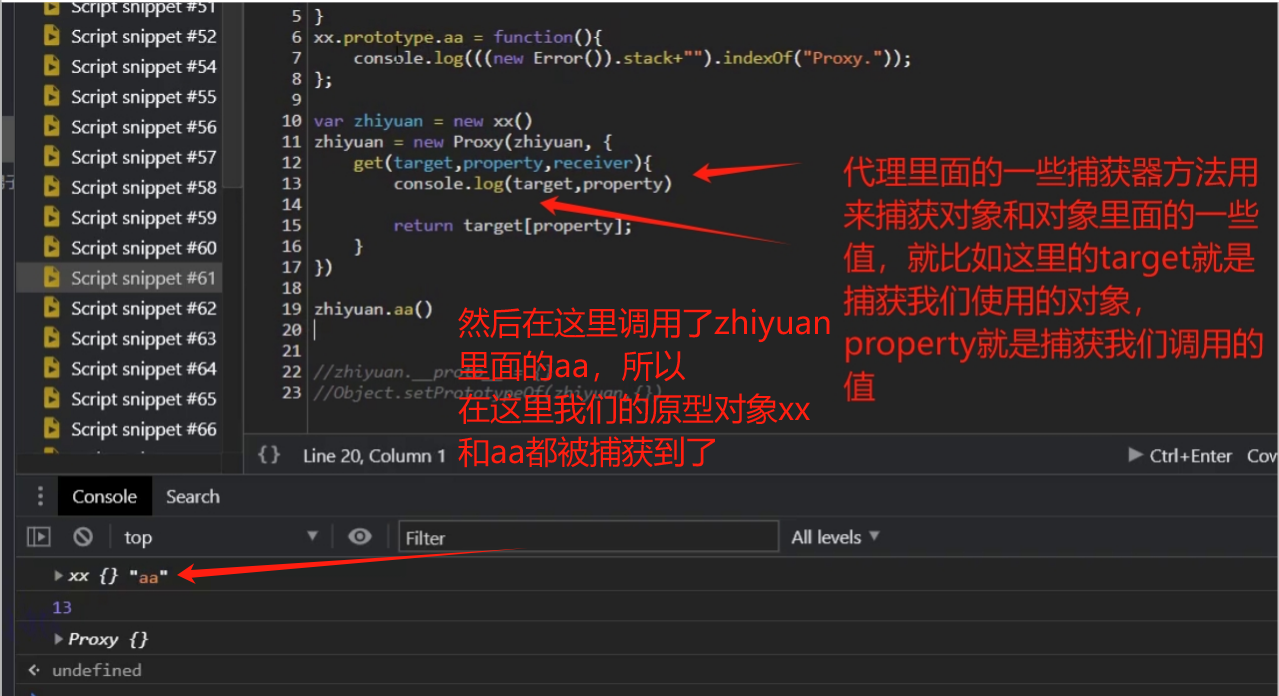 Script snippet #51
Script snippet #52
Script snippet #54
Script snippet #55
Script snippet #56
Script snippet #57
Script snippet #58
Script snippet #59
Script snippet #60
Script snippet #61
Script snippet #62
Script snippet #63
Script snippet #64
Script snippet #65
Script snippet #66
5 }
6 xx.prototype.aa = function(){
7 console.log(((new Error()).stack+"").indexOf("Proxy."));
8 };
9
10 var zhiyuan = new xx()
11 zhiyuan = new Proxy(zhiyuan, {
12 get(target,property,receiver){
13 console.log(target,property)
14
15 return target[property];
16 }
17 })
18
19 zhiyuan.aa()
20
21
22 //zhiyuan.__proto__ = {}
23 //Object.setPrototypeOf(zhiyuan,{})
代理里面的一些捕获器方法用
来捕获对象和对象里面的一些
值，就比如这里的target就是
捕获我们使用的对象，
property就是捕获我们调用的
值
然后在这里调用了zhiyuan
里面的aa，所以
在这里我们的原型对象xx
和aa都被捕获到了
{} Line 20, Column 1
Ctrl+Enter Cov
Console Search
top Filter All levels
xx {} "aa"
13
Proxy {}
undefined